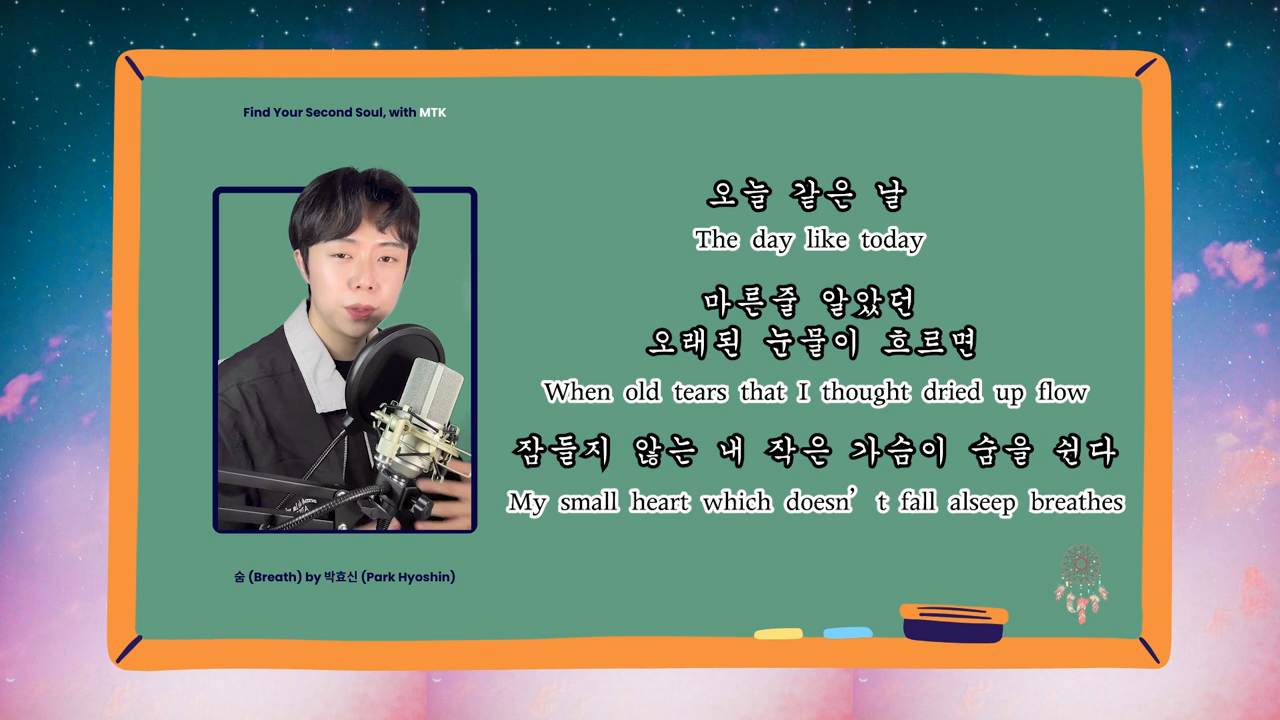 Find Your Second Soul, with MTK
오늘 같은 날
The day like today
마른줄 알았던
오래된 눈물이 흐르면
When old tears that I thought dried up flow
잠들지 않는 내 작은 가슴이 숨을 쉰다
My small heart which doesn’ t fall alseep breathes
숨 (Breath) by 박효신 (Park Hyoshin)